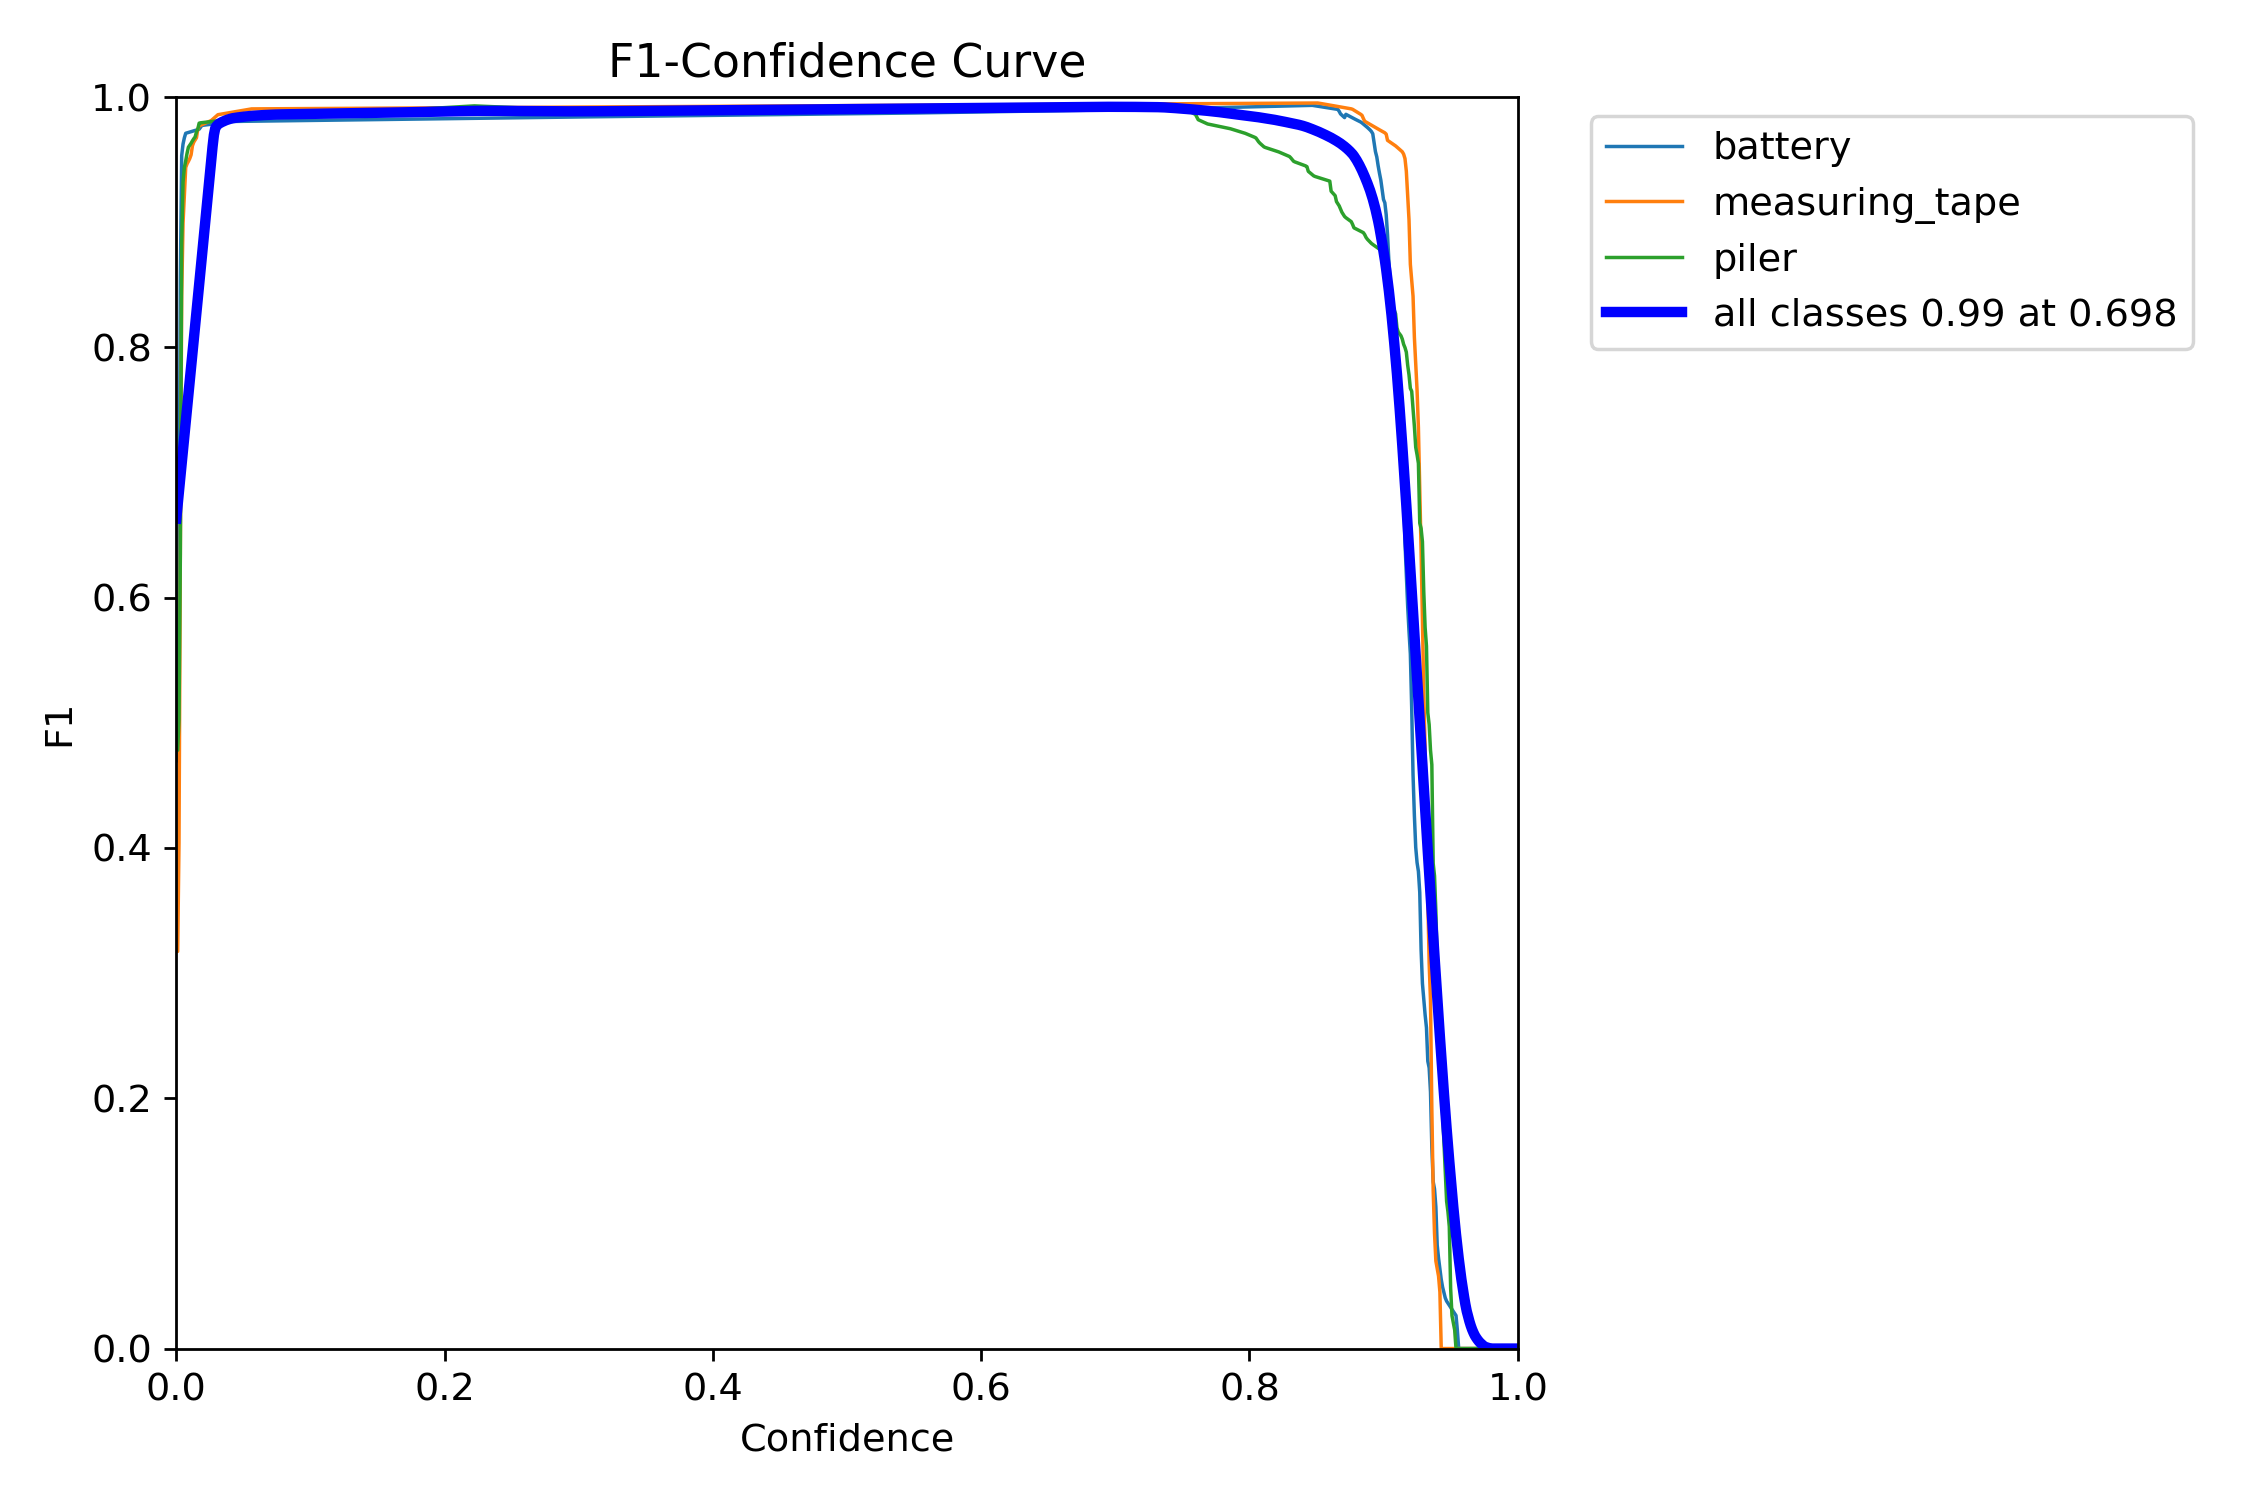 F1-Confidence Curve
1.0
0.8
0.6
0.4
0.2
0.0
F1
0.0 0.2 0.4 0.6 0.8 1.0
Confidence
battery
measuring_tape
piler
all classes 0.99 at 0.698